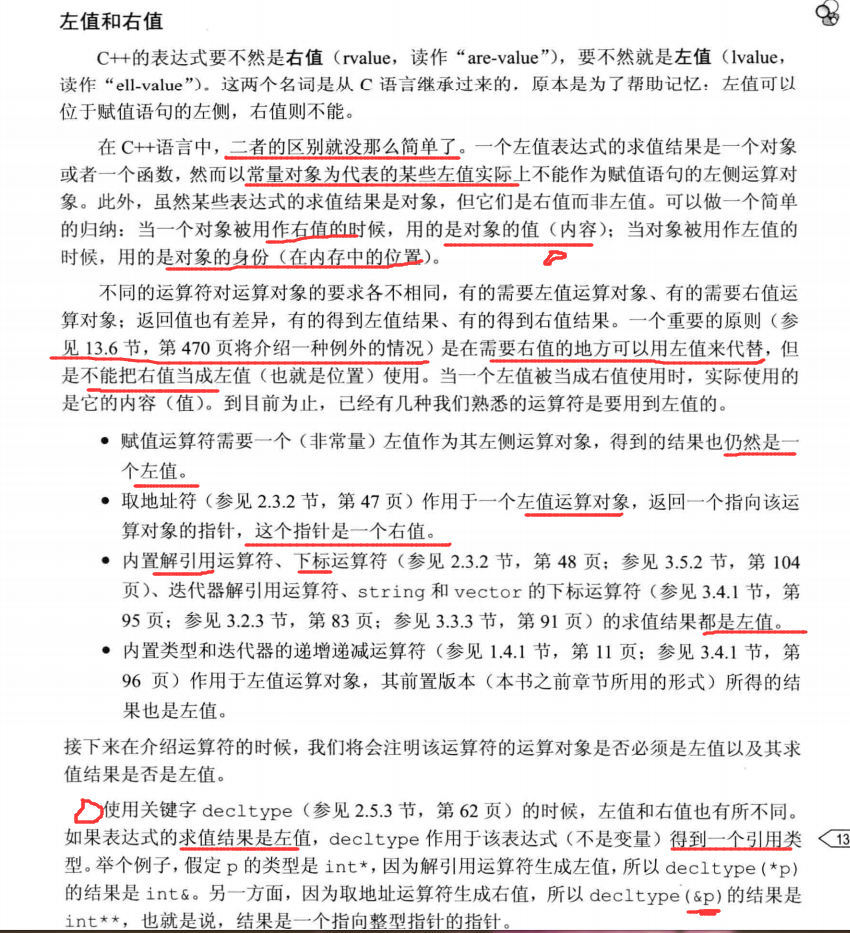 左值和右值
C++的表达式要不然是右值（rvalue，读作“are-value”），要不然就是左值（lvalue，
读作“ell-value”）。这两个名词是从 C 语言继承过来的，原本是为了帮助记忆：左值可以
位于赋值语句的左侧，右值则不能。
在 C++语言中，二者的区别就没那么简单了。一个左值表达式的求值结果是一个对象
或者一个函数，然而以常量对象为代表的某些左值实际上不能作为赋值语句的左侧运算对
象。此外，虽然某些表达式的求值结果是对象，但它们是右值而非左值。可以做一个简单
的归纳：当一个对象被用作右值的时候，用的是对象的值（内容）；当对象被用作左值的
时候，用的是对象的身份（在内存中的位置）。
不同的运算符对运算对象的要求各不相同，有的需要左值运算对象、有的需要右值运
算对象；返回值也有差异，有的得到左值结果、有的得到右值结果。一个重要的原则（参
见 13.6 节，第 470 页将介绍一种例外的情况）是在需要右值的地方可以用左值来代替，但
是不能把右值当成左值（也就是位置）使用。当一个左值被当成右值使用时，实际使用的
是它的内容（值）。到目前为止，已经有几种我们熟悉的运算符是要用到左值的。
● 赋值运算符需要一个（非常量）左值作为其左侧运算对象，得到的结果也仍然是一
个左值。
● 取地址符（参见 2.3.2 节，第 47 页）作用于一个左值运算对象，返回一个指向该运
算对象的指针，这个指针是一个右值。
● 内置解引用运算符、下标运算符（参见 2.3.2 节，第 48 页；参见 3.5.2 节，第 104
页）、迭代器解引用运算符、string 和 vector 的下标运算符（参见 3.4.1 节，第
95 页；参见 3.2.3 节，第 83 页；参见 3.3.3 节，第 91 页）的求值结果都是左值。
● 内置类型和迭代器的递增递减运算符（参见 1.4.1 节，第 11 页；参见 3.4.1 节，第
96 页）作用于左值运算对象，其前置版本（本书之前章节所用的形式）所得的结
果也是左值。
接下来在介绍运算符的时候，我们将会注明该运算符的运算对象是否必须是左值以及其求
值结果是否是左值。
使用关键字 decltype（参见 2.5.3 节，第 62 页）的时候，左值和右值也有所不同。
如果表达式的求值结果是左值，decltype 作用于该表达式（不是变量）得到一个引用类
型。举个例子，假定 p 的类型是 int*，因为解引用运算符生成左值，所以 decltype(*p)
的结果是 int&。另一方面，因为取地址运算符生成右值，所以 decltype(&p)的结果是
int**，也就是说，结果是一个指向整型指针的指针。